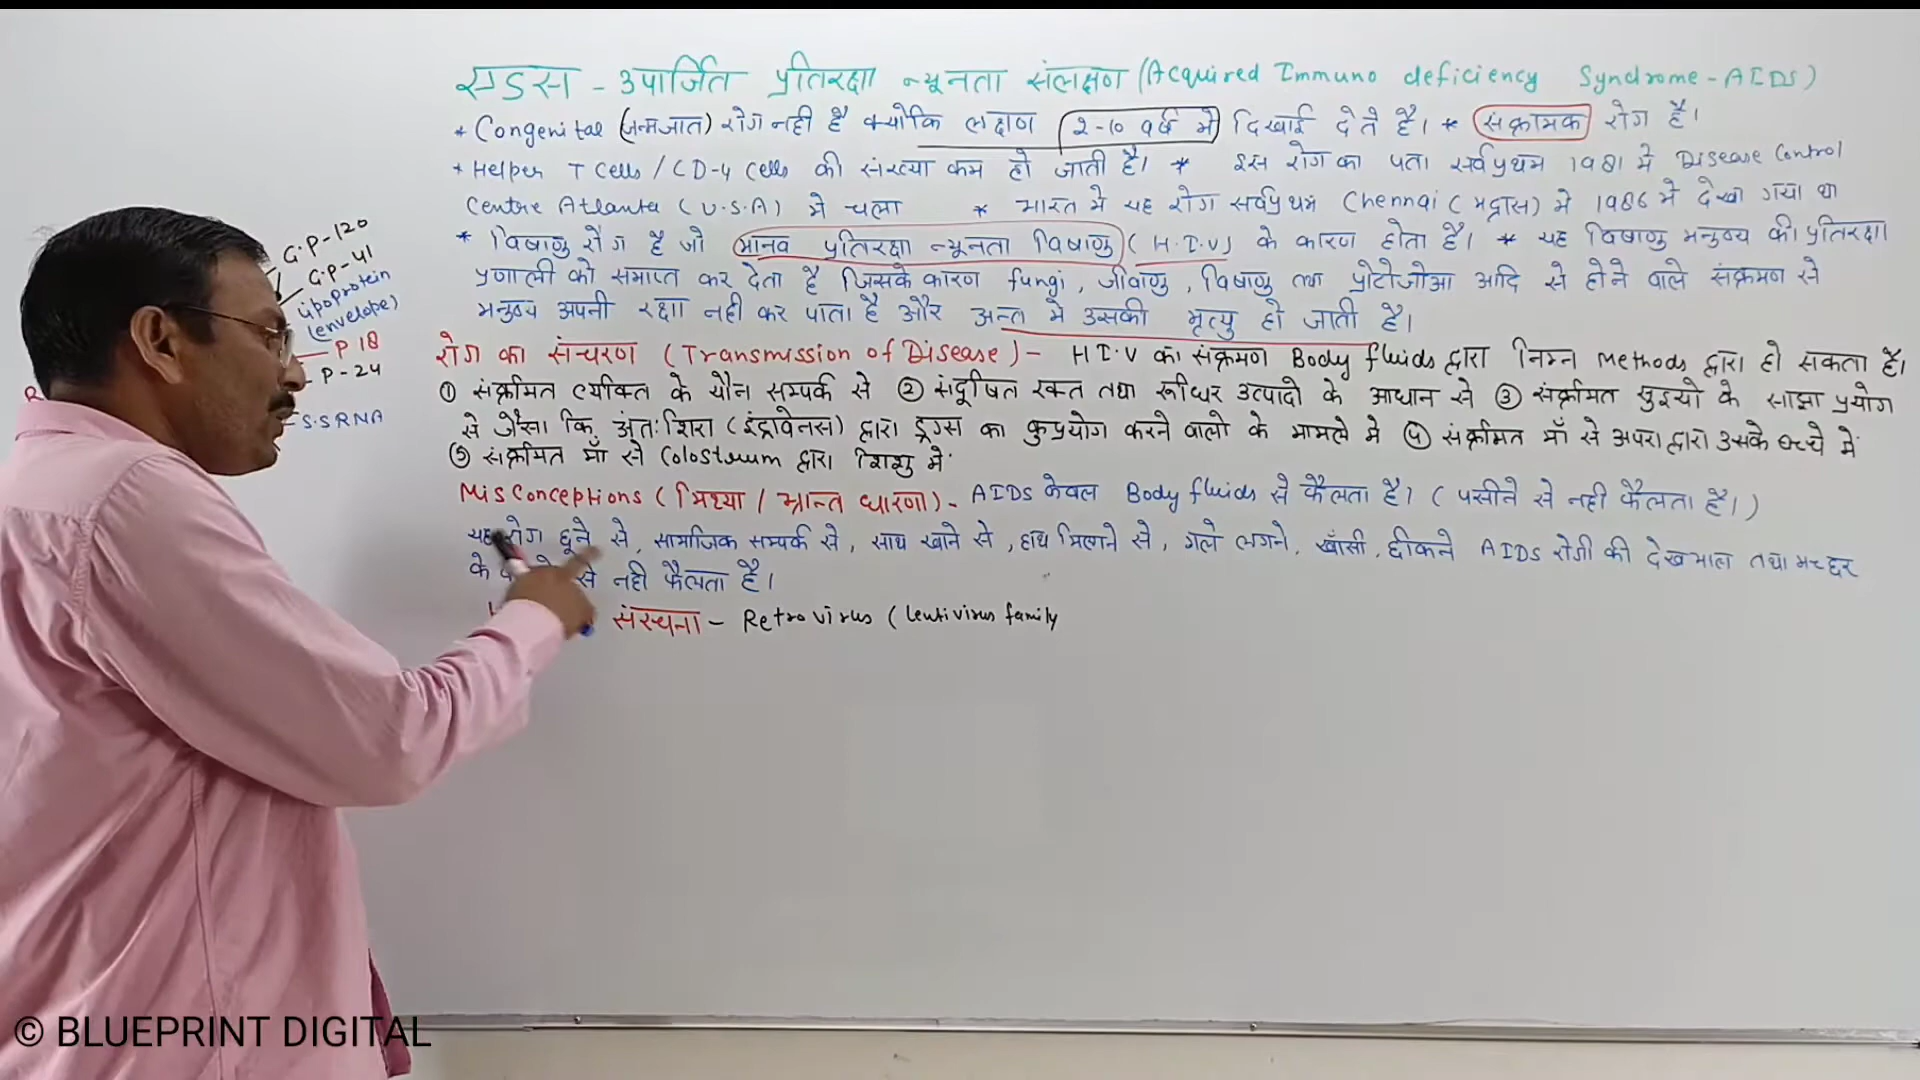 एडस - उपार्जित प्रतिरक्षा न्यूनता संलक्षण (Acquired Immuno deficiency Syndrome - AIDS)
* Congenital (जन्मजात) रोग नही है क्योकि लक्षण 2-10 वर्ष मे दिखाई देते है। * संक्रामक रोग है।
* Helper T Cells / CD-4 Cells की संख्या कम हो जाती है। * इस रोग का पता सर्वप्रथम 1981 मे Disease Control
Centre Atlanta (U.S.A) मे चला * भारत मे यह रोग सर्वप्रथम Chennai (मद्रास) मे 1986 मे देखा गया था
* विषाणु रोग है जो मानव प्रतिरक्षा न्यूनता विषाणु (H.I.V) के कारण होता है। * यह विषाणु मनुष्य की प्रतिरक्षा
प्रणाली को समाप्त कर देता है जिसके कारण fungi, जीवाणु, विषाणु तथा प्रोटोजोआ आदि से होने वाले संक्रमण से
मनुष्य अपनी रक्षा नही कर पाता है और अन्त मे उसकी मृत्यु हो जाती है।
रोग का संचरण (Transmission of Disease) - H.I.V का संक्रमण Body fluids द्वारा निम्न Methods द्वारा हो सकता है।
① संक्रमित व्यक्ति के यौन सम्पर्क से ② संदूषित रक्त तथा रूधिर उत्पादो के आधान से ③ संक्रमित सुइयो के साझा प्रयोग
से जैसा कि अंतः शिरा (इंट्रावेनस) द्वारा ड्रग्स का कुप्रयोग करने वालो के मामले मे ④ संक्रमित माँ से अपरा द्वारा उसके बच्चे में
⑤ संक्रमित माँ से Colostrum द्वारा शिशु में
Misconceptions (मिथ्या / भ्रान्त धारणा) - AIDS केवल Body fluids से फैलता है। (पसीने से नही फैलता है।)
यह रोग छूने से, सामाजिक सम्पर्क से, साथ खाने से, हाथ मिलाने से, गले लगने, खाँसी, छीकने AIDS रोगी की देखभाल तथा मच्छर
के से नही फैलता है।
संरचना - Retrovirus (lentivirus family
G.P-120
G.P-41
lipoprotein
(envelope)
P 18
P-24
S.S RNA
© BLUEPRINT DIGITAL